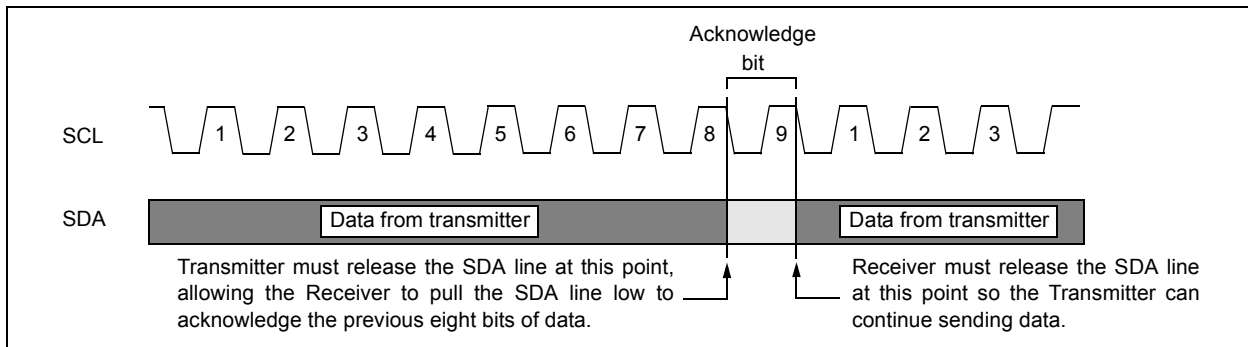 Acknowledge
bit
SCL
1 2 3 4 5 6 7 8 9 1 2 3
SDA
Data from transmitter
Data from transmitter
Transmitter must release the SDA line at this point,
allowing the Receiver to pull the SDA line low to
acknowledge the previous eight bits of data.
Receiver must release the SDA line
at this point so the Transmitter can
continue sending data.